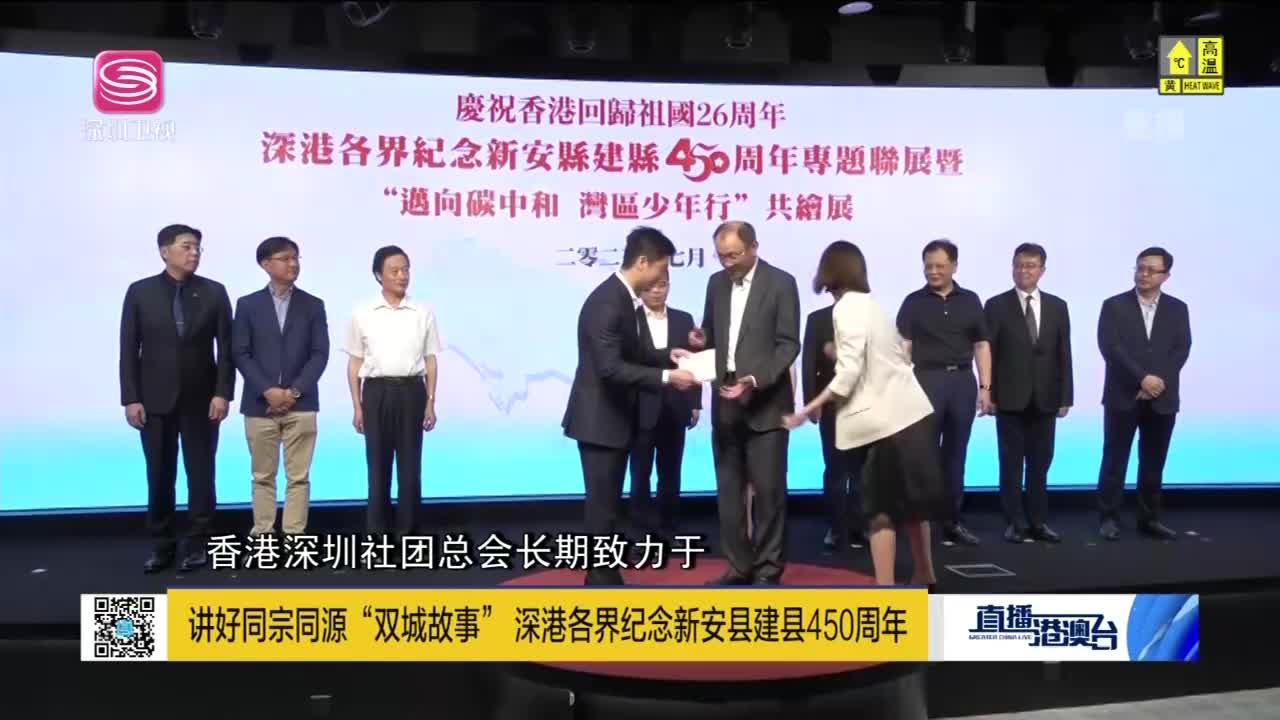 深圳卫视
高温
℃
黄 HEAT WAVE
慶祝香港回歸祖國26周年
深港各界紀念新安縣建縣450周年專題聯展暨
“邁向碳中和 灣區少年行”共繪展
二零二 七月
香港深圳社团总会长期致力于
讲好同宗同源“双城故事” 深港各界纪念新安县建县450周年
直播港澳台
GREATER CHINA LIVE